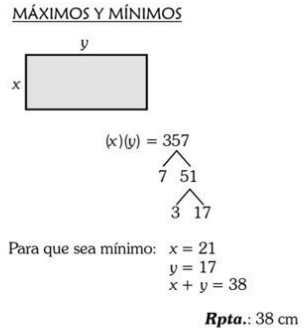 MÁXIMOS Y MÍNIMOS
y
x
(x)(y) = 357
7 51
3 17
Para que sea mínimo: x = 21
y = 17
x + y = 38
Rpta.: 38 cm